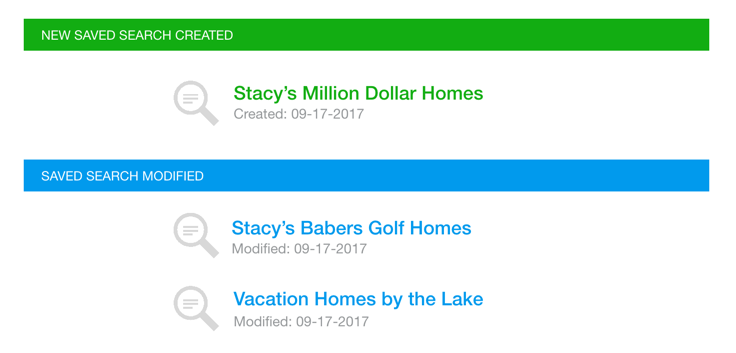 NEW SAVED SEARCH CREATED
Stacy’s Million Dollar Homes
Created: 09-17-2017
SAVED SEARCH MODIFIED
Stacy’s Babers Golf Homes
Modified: 09-17-2017
Vacation Homes by the Lake
Modified: 09-17-2017